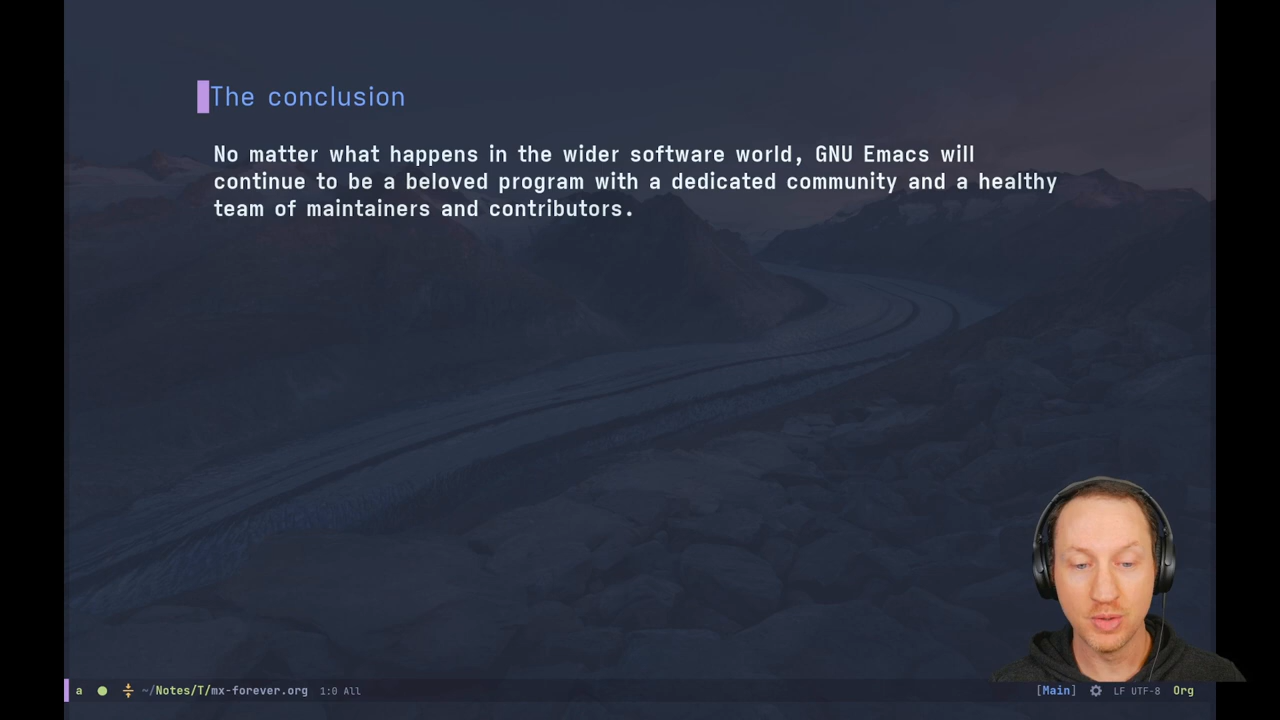 The conclusion
No matter what happens in the wider software world, GNU Emacs will
continue to be a beloved program with a dedicated community and a healthy
team of maintainers and contributors.
a ~/Notes/T/mx-forever.org 1:0 All [Main] LF UTF-8 Org